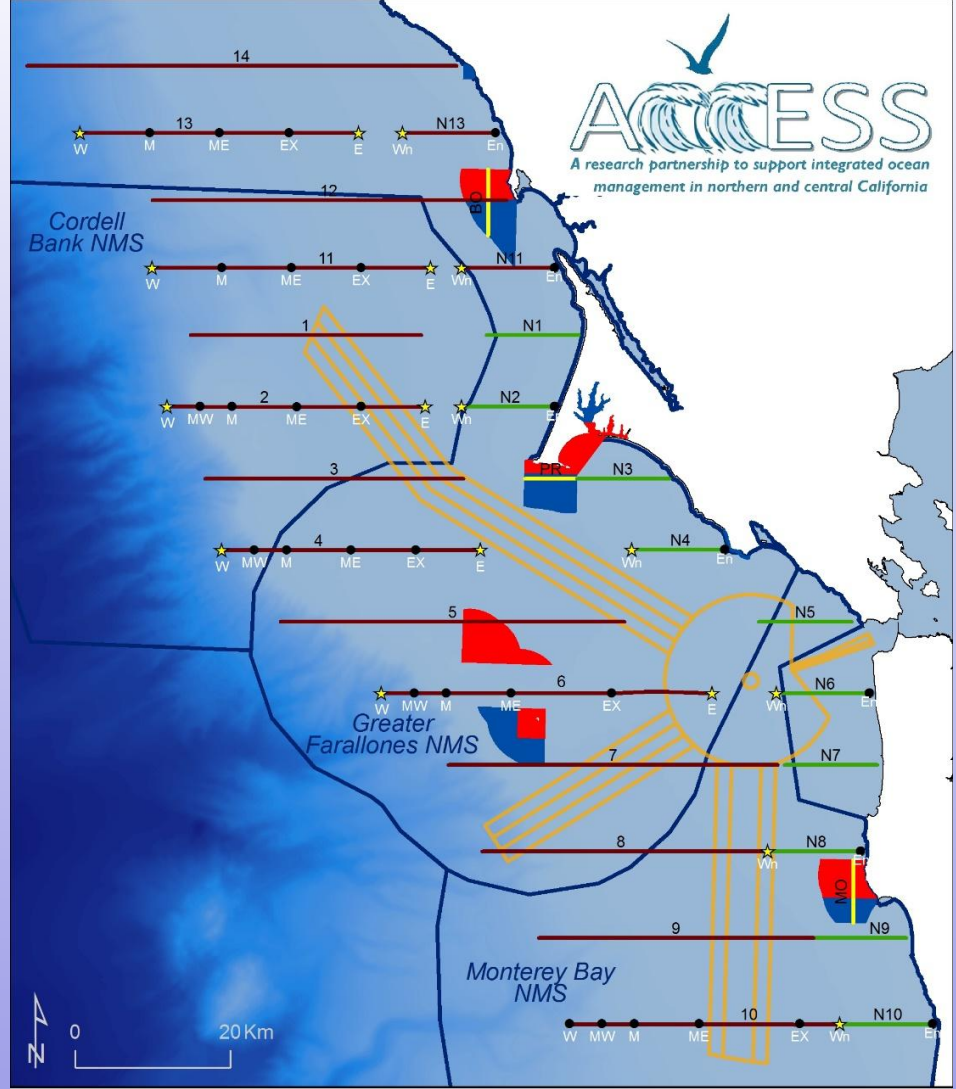 ACCESS
A research partnership to support integrated ocean
management in northern and central California
14
13 N13
W M ME EX E Wn En
12
BO
Cordell
Bank NMS
11 N11
W M ME EX E Wn En
1 N1
2 N2
W MW M ME EX E Wn En
3 PR N3
4 N4
W MW M ME EX E Wn En
5 N5
6 N6
W MW M ME EX E Wn En
Greater
Farallones NMS
7 N7
8 N8
Wn En
MO
9 N9
Monterey Bay
NMS
10 N10
W MW M ME EX Wn En
N
0 20 Km